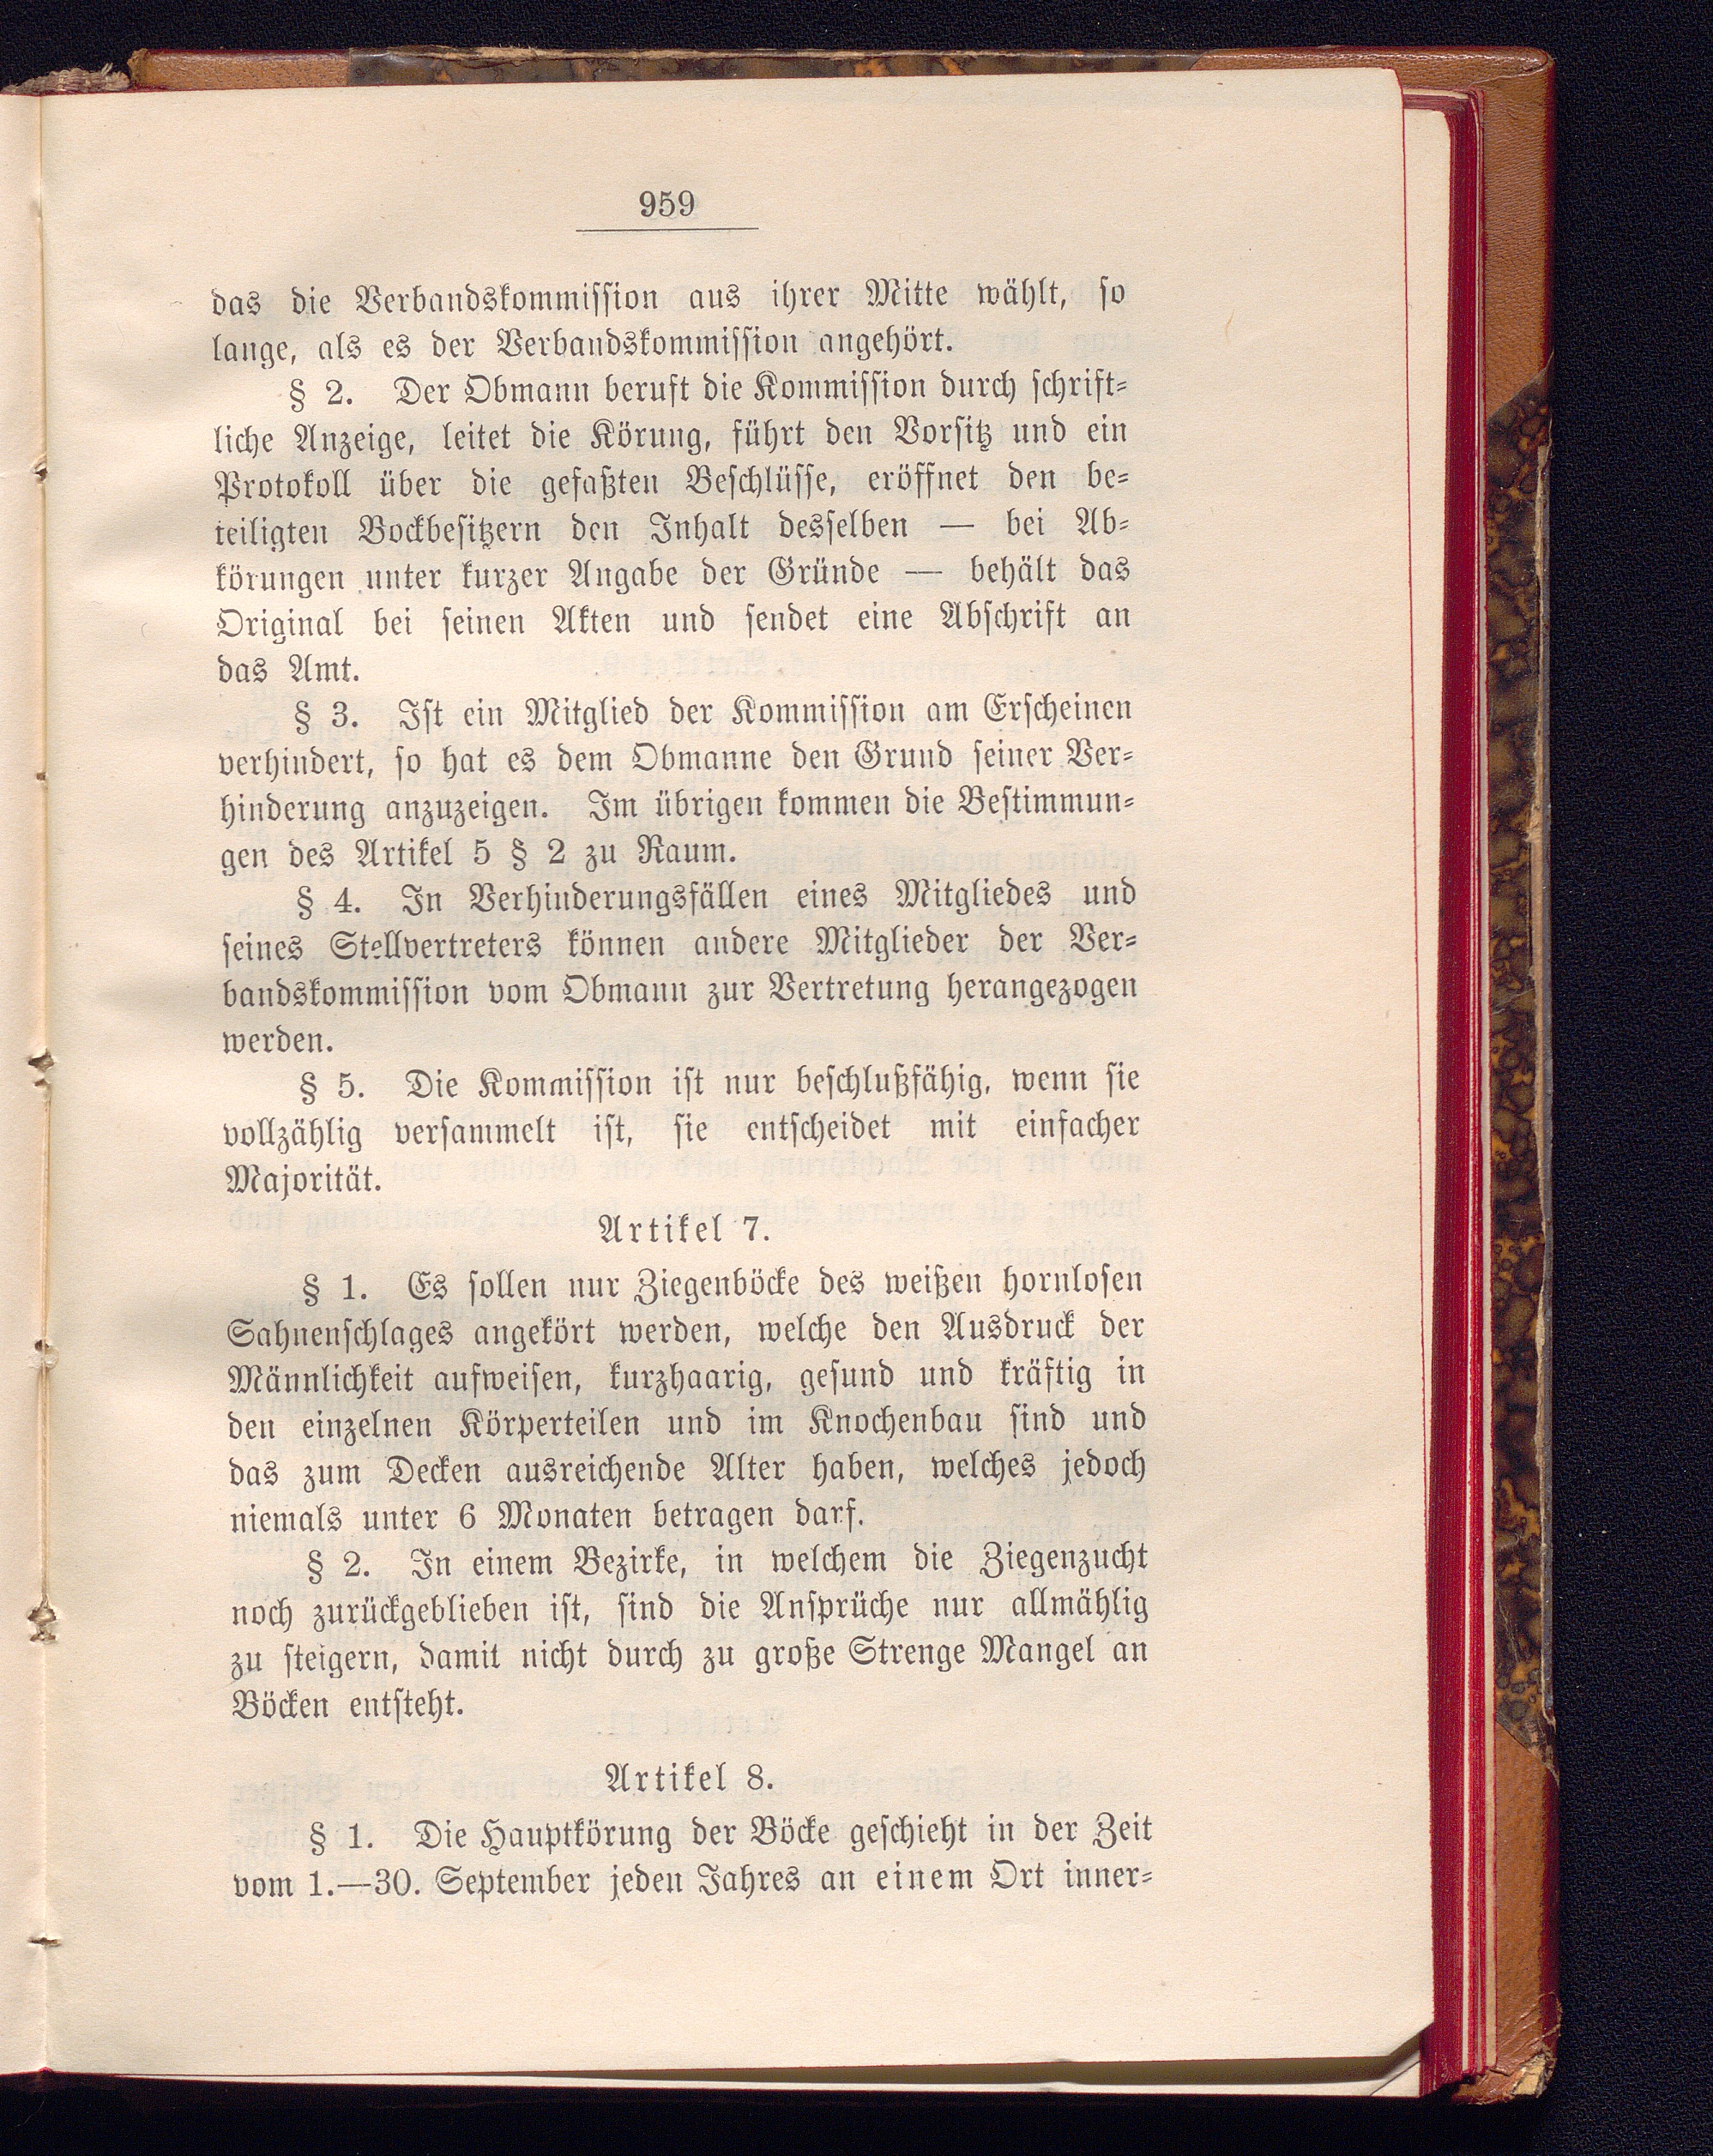 959
das die Verbandskommission aus ihrer Mitte wählt, so
lange, als es der Verbandskommission angehört.
§ 2. Der Obmann beruft die Kommission durch schrift-
liche Anzeige, leitet die Körung, führt den Vorsitz und ein
Protokoll über die gefaßten Beschlüsse, eröffnet den be-
teiligten Bockbesitzern den Inhalt desselben — bei Ab-
körungen unter kurzer Angabe der Gründe — behält das
Original bei seinen Akten und sendet eine Abschrift an
das Amt.
§ 3. Ist ein Mitglied der Kommission am Erscheinen
verhindert, so hat es dem Obmanne den Grund seiner Ver-
hinderung anzuzeigen. Im übrigen kommen die Bestimmun-
gen des Artikel 5 § 2 zu Raum.
§ 4. In Verhinderungsfällen eines Mitgliedes und
seines Stellvertreters können andere Mitglieder der Ver-
bandskommission vom Obmann zur Vertretung herangezogen
werden.
§ 5. Die Kommission ist nur beschlußfähig, wenn sie
vollzählig versammelt ist, sie entscheidet mit einfacher
Majorität.
Artikel 7.
§ 1. Es sollen nur Ziegenböcke des weißen hornlosen
Sahnenschlages angekört werden, welche den Ausdruck der
Männlichkeit aufweisen, kurzhaarig, gesund und kräftig in
den einzelnen Körperteilen und im Knochenbau sind und
das zum Decken ausreichende Alter haben, welches jedoch
niemals unter 6 Monaten betragen darf.
§ 2. In einem Bezirke, in welchem die Ziegenzucht
noch zurückgeblieben ist, sind die Ansprüche nur allmählig
zu steigern, damit nicht durch zu große Strenge Mangel an
Böcken entsteht.
Artikel 8.
§ 1. Die Hauptkörung der Böcke geschieht in der Zeit
vom 1.—30. September jeden Jahres an einem Ort inner-